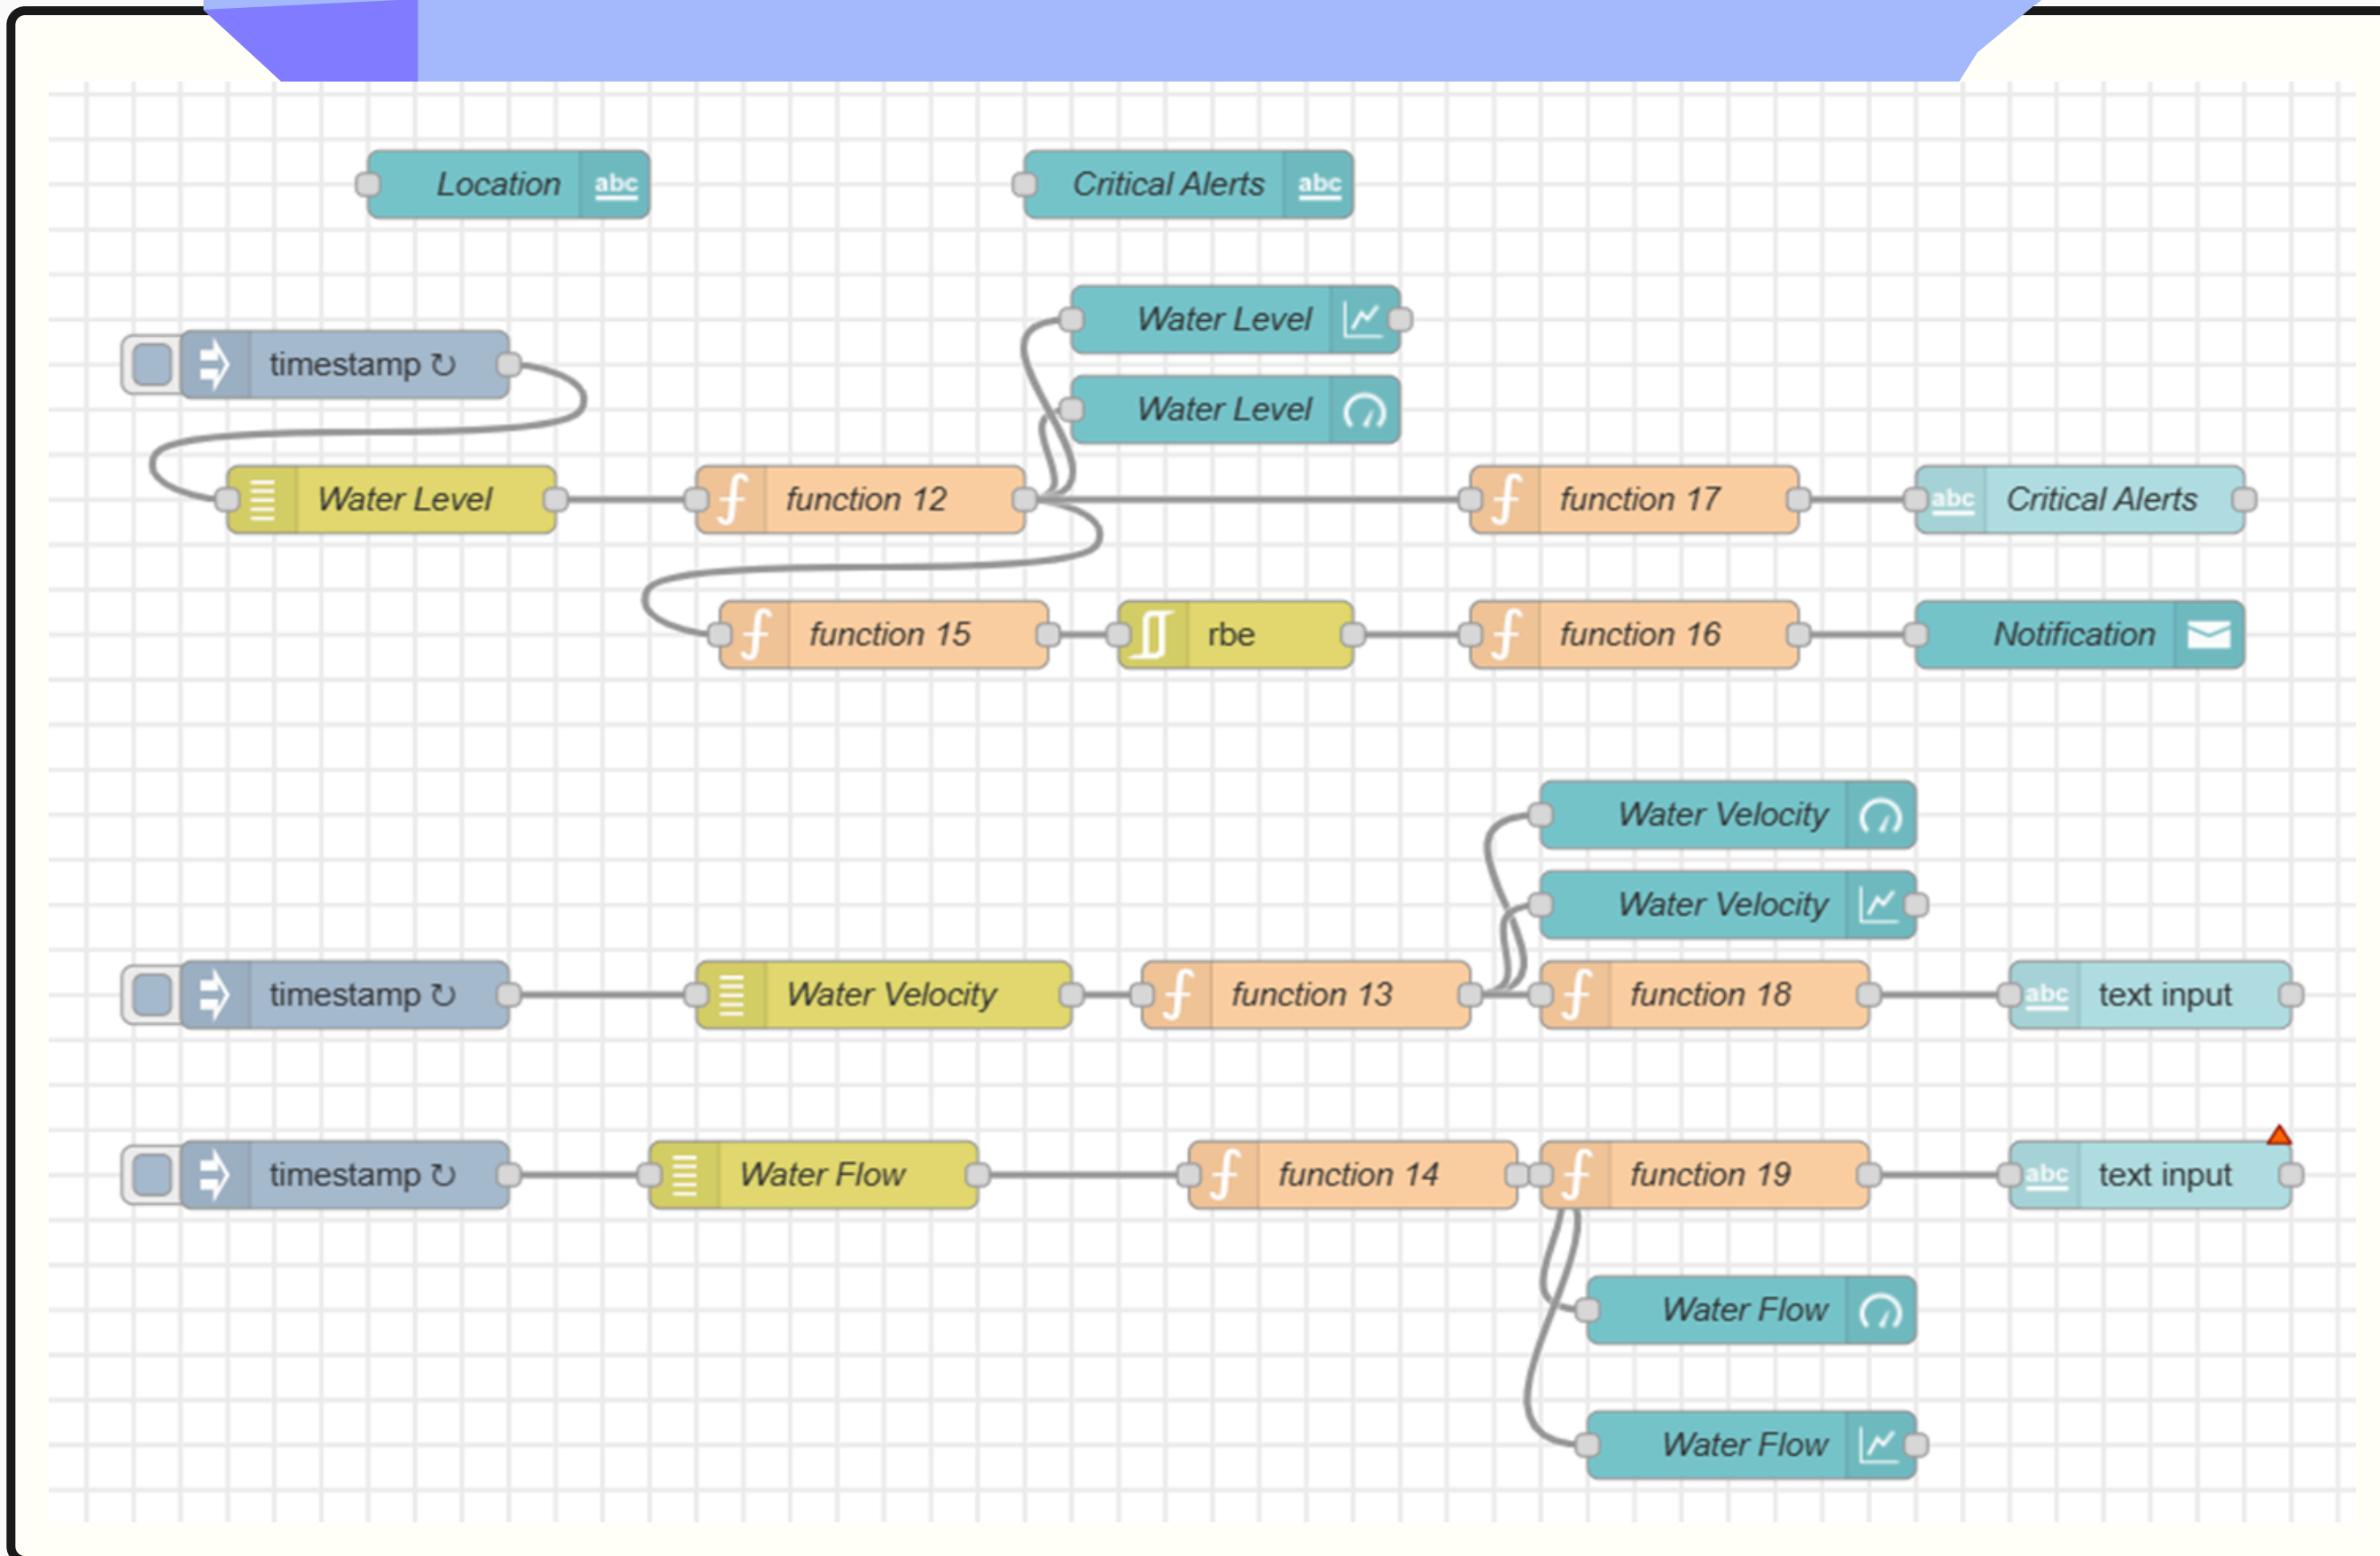 Location abc
Critical Alerts abc
Water Level
timestamp ↻
Water Level
Water Level
function 12
function 17
abc Critical Alerts
function 15
rbe
function 16
Notification
Water Velocity
Water Velocity
timestamp ↻
Water Velocity
function 13
function 18
abc text input
timestamp ↻
Water Flow
function 14
function 19
abc text input
Water Flow
Water Flow